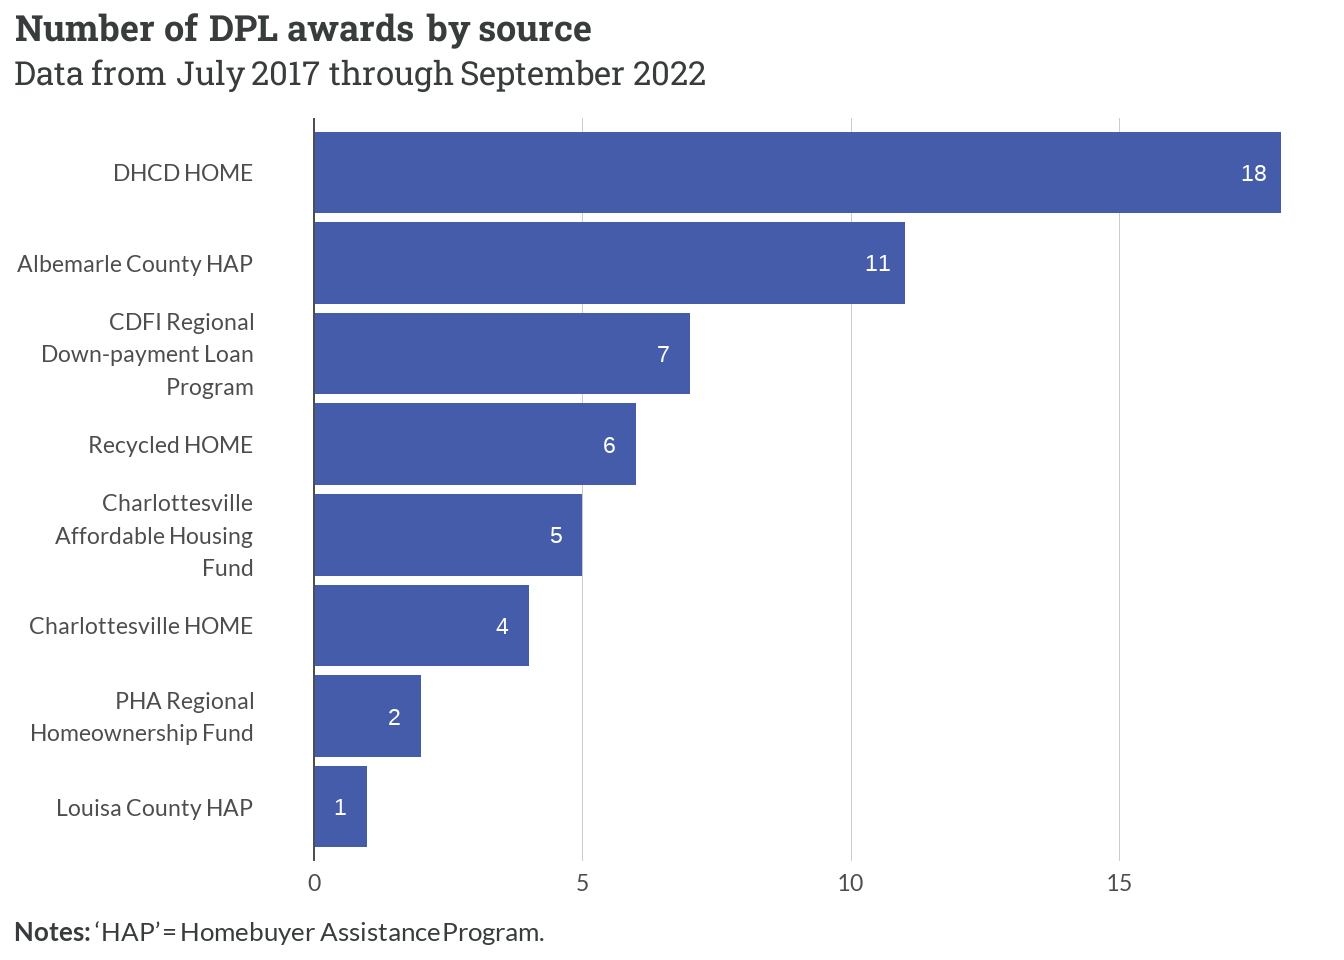 Number of DPL awards by source
Data from July 2017 through September 2022
DHCD HOME
18
Albemarle County HAP
11
CDFI Regional
Down-payment Loan
Program
7
Recycled HOME
6
Charlottesville
Affordable Housing
Fund
5
Charlottesville HOME
4
PHA Regional
Homeownership Fund
2
Louisa County HAP
1
0 5 10 15
Notes: ‘HAP’ = Homebuyer Assistance Program.